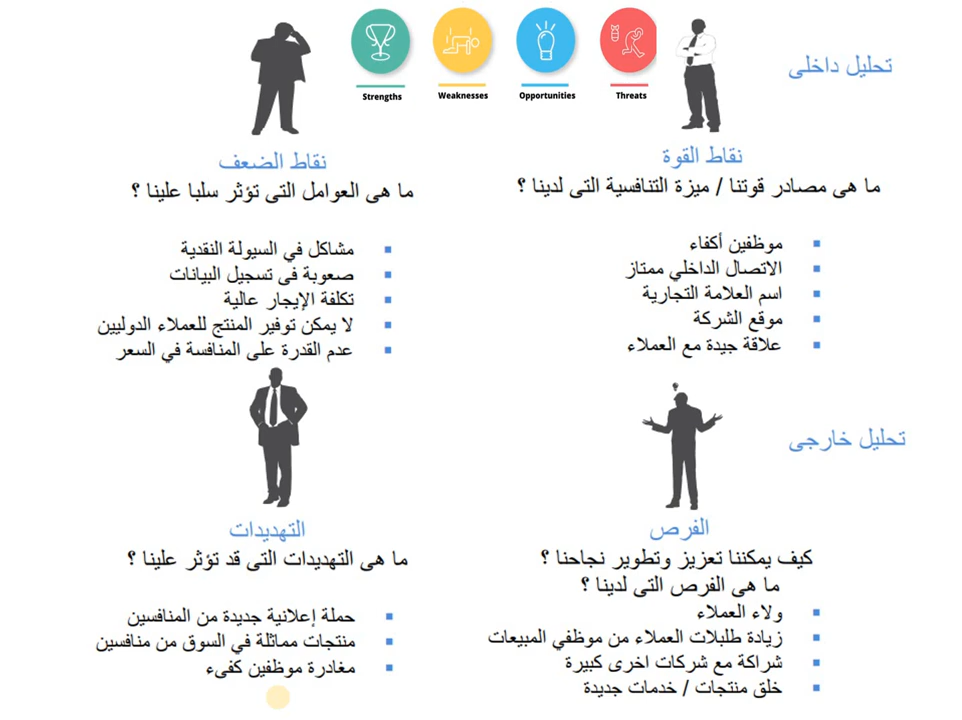 Strengths
Weaknesses
Opportunities
Threats
تحليل داخلى
نقاط القوة
ما هى مصادر قوتنا / ميزة التنافسية التى لدينا ؟
موظفين أكفاء
الاتصال الداخلي ممتاز
اسم العلامة التجارية
موقع الشركة
علاقة جيدة مع العملاء
نقاط الضعف
ما هى العوامل التى تؤثر سلبا علينا ؟
مشاكل في السيولة النقدية
صعوبة فى تسجيل البيانات
تكلفة الإيجار عالية
لا يمكن توفير المنتج للعملاء الدوليين
عدم القدرة على المنافسة في السعر
تحليل خارجى
الفرص
كيف يمكننا تعزيز وتطوير نجاحنا ؟
ما هى الفرص التى لدينا ؟
ولاء العملاء
زيادة طلبلات العملاء من موظفي المبيعات
شراكة مع شركات اخرى كبيرة
خلق منتجات / خدمات جديدة
التهديدات
ما هى التهديدات التى قد تؤثر علينا ؟
حملة إعلانية جديدة من المنافسين
منتجات مماثلة في السوق من منافسين
مغادرة موظفين كفىء